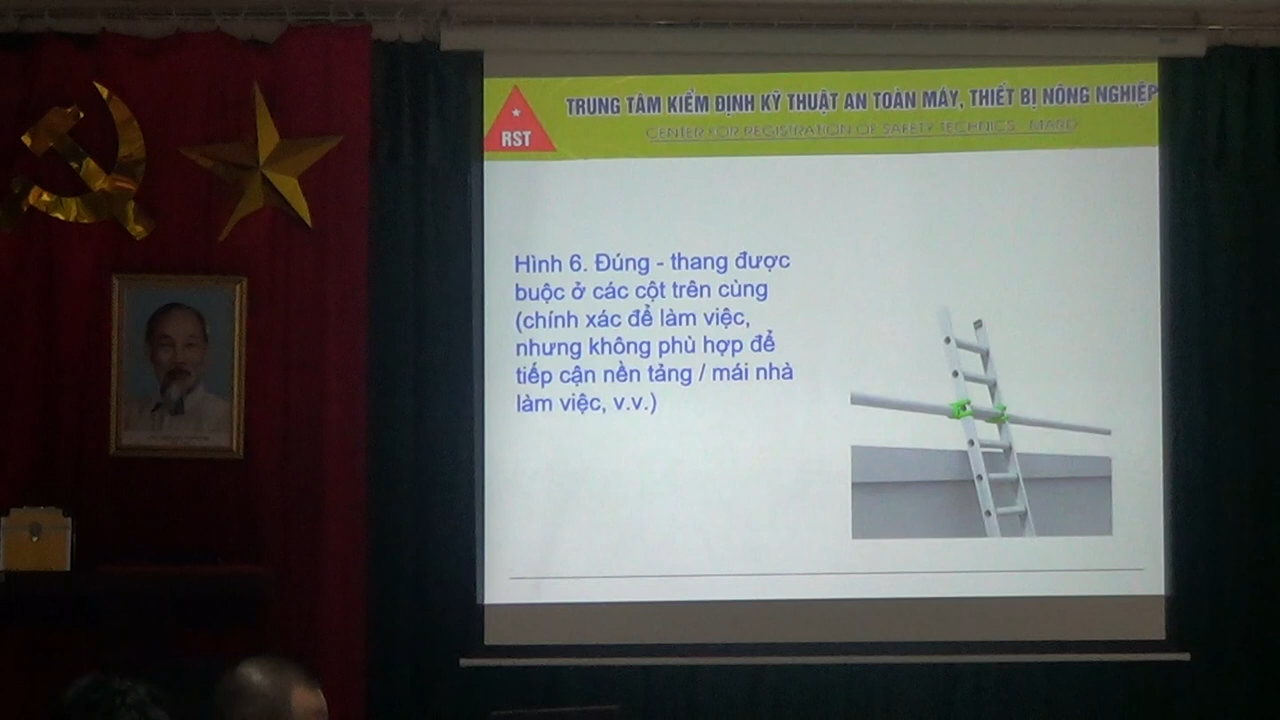 RST
TRUNG TÂM KIỂM ĐỊNH KỸ THUẬT AN TOÀN MÁY, THIẾT BỊ NÔNG NGHIỆP
CENTER FOR REGISTRATION OF SAFETY TECHNICS - MARD
Hình 6. Đúng - thang được
buộc ở các cột trên cùng
(chính xác để làm việc,
nhưng không phù hợp để
tiếp cận nền tảng / mái nhà
làm việc, v.v.)